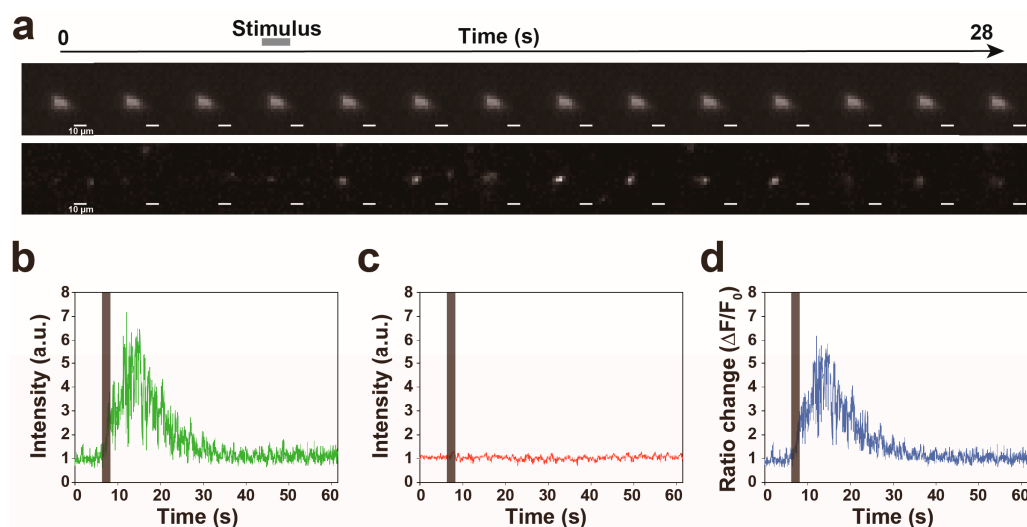 a
Stimulus
0 Time (s) 28
10 μm
10 μm
b c d
Intensity (a.u.)
8
7
6
5
4
3
2
1
0
0 10 20 30 40 50 60
Time (s)
Intensity (a.u.)
8
7
6
5
4
3
2
1
0
0 10 20 30 40 50 60
Time (s)
Ratio change (ΔF/F₀)
8
7
6
5
4
3
2
1
0
0 10 20 30 40 50 60
Time (s)